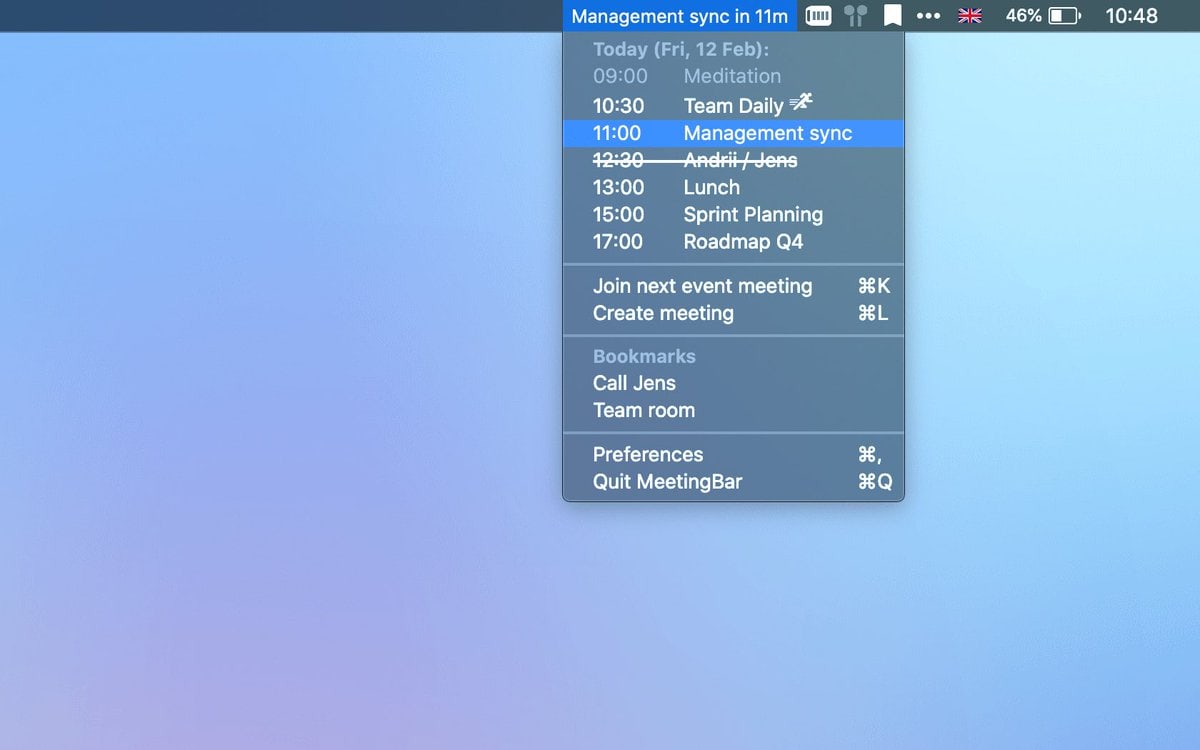 Management sync in 11m 46% 10:48
Today (Fri, 12 Feb):
09:00 Meditation
10:30 Team Daily
11:00 Management sync
12:30 Andrii / Jens
13:00 Lunch
15:00 Sprint Planning
17:00 Roadmap Q4
Join next event meeting ⌘K
Create meeting ⌘L
Bookmarks
Call Jens
Team room
Preferences ⌘,
Quit MeetingBar ⌘Q